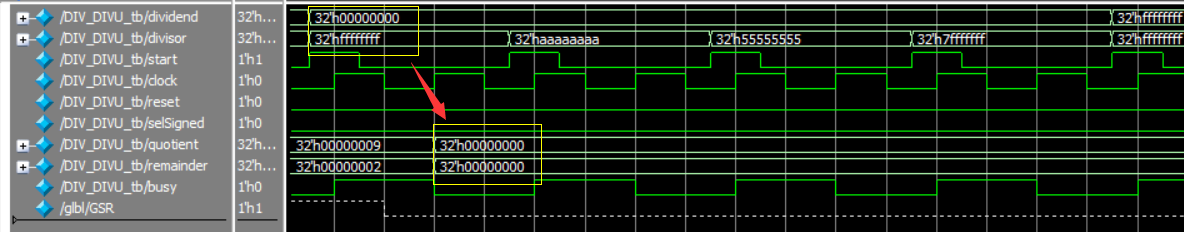 /DIV_DIVU_tb/dividend 32'h... 32'h00000000 32'hffffffff
/DIV_DIVU_tb/divisor 32'h... 32'hffffffff 32'haaaaaaaa 32'h55555555 32'h7fffffff 32'hffffffff
/DIV_DIVU_tb/start 1'h1
/DIV_DIVU_tb/clock 1'h0
/DIV_DIVU_tb/reset 1'h0
/DIV_DIVU_tb/selSigned 1'h0
/DIV_DIVU_tb/quotient 32'h... 32'h00000009 32'h00000000
/DIV_DIVU_tb/remainder 32'h... 32'h00000002 32'h00000000
/DIV_DIVU_tb/busy 1'h0
/glbl/GSR 1'h1